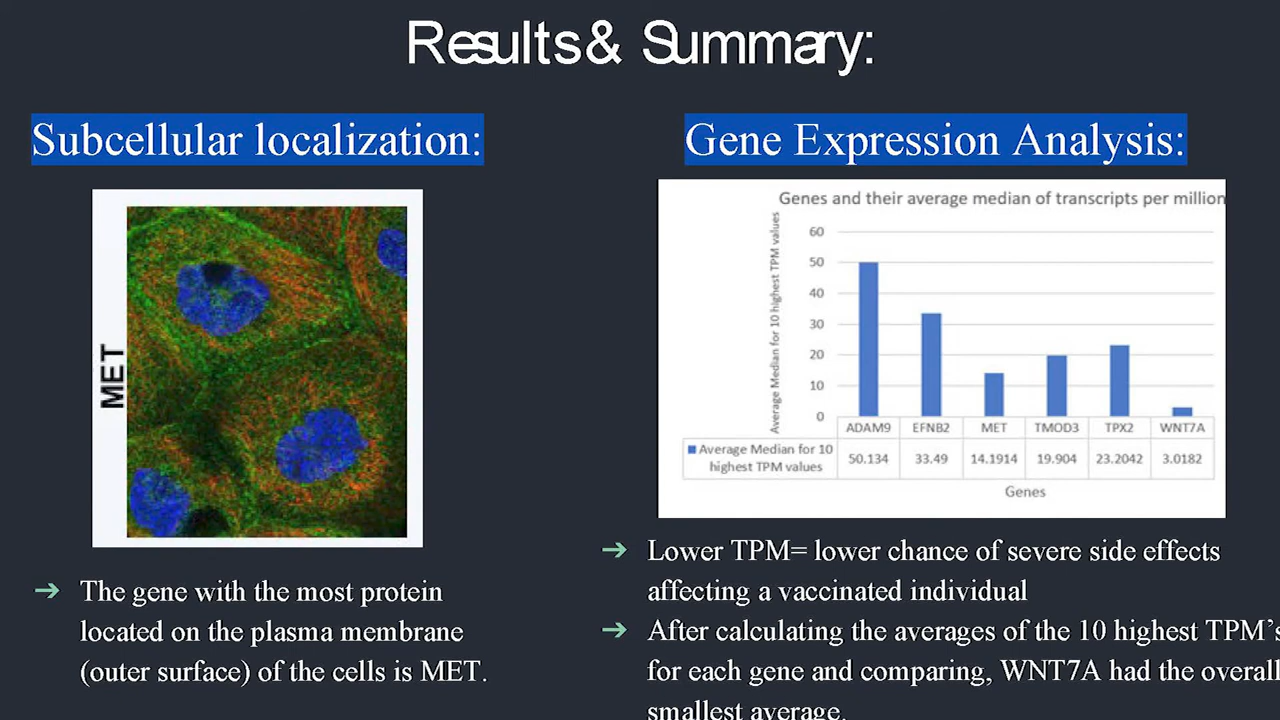 Results & Summary:
Subcellular localization:
MET
➔ The gene with the most protein
located on the plasma membrane
(outer surface) of the cells is MET.
Gene Expression Analysis:
Genes and their average median of transcripts per million
Average Median for 10 highest TPM values
60
50
40
30
20
10
0
ADAM9 EFNB2 MET TMOD3 TPX2 WNT7A
Average Median for 10
highest TPM values
50.134 33.49 14.1914 19.904 23.2042 3.0182
Genes
➔ Lower TPM= lower chance of severe side effects
affecting a vaccinated individual
➔ After calculating the averages of the 10 highest TPM's
for each gene and comparing, WNT7A had the overall
smallest average.